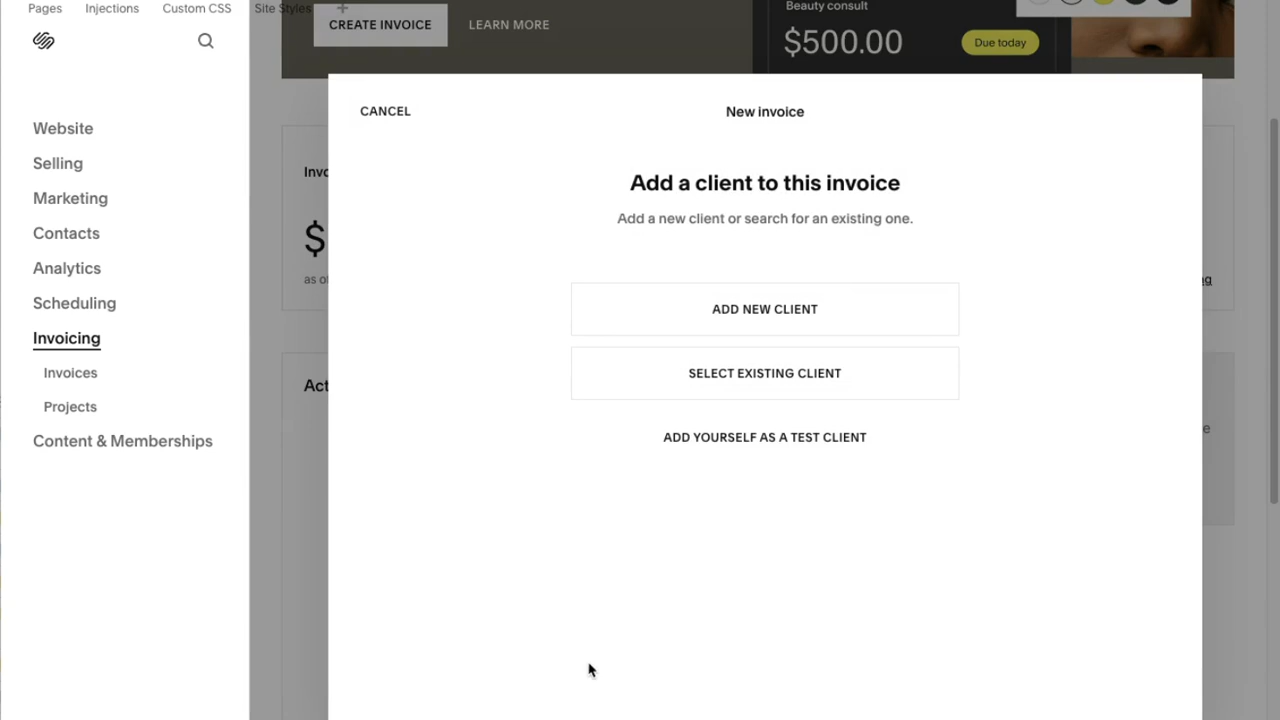 Pages Injections Custom CSS Site Styles +
Website
Selling
Marketing
Contacts
Analytics
Scheduling
Invoicing
Invoices
Projects
Content & Memberships
CREATE INVOICE LEARN MORE
Beauty consult
$500.00 Due today
CANCEL
New invoice
Add a client to this invoice
Add a new client or search for an existing one.
ADD NEW CLIENT
SELECT EXISTING CLIENT
ADD YOURSELF AS A TEST CLIENT
$